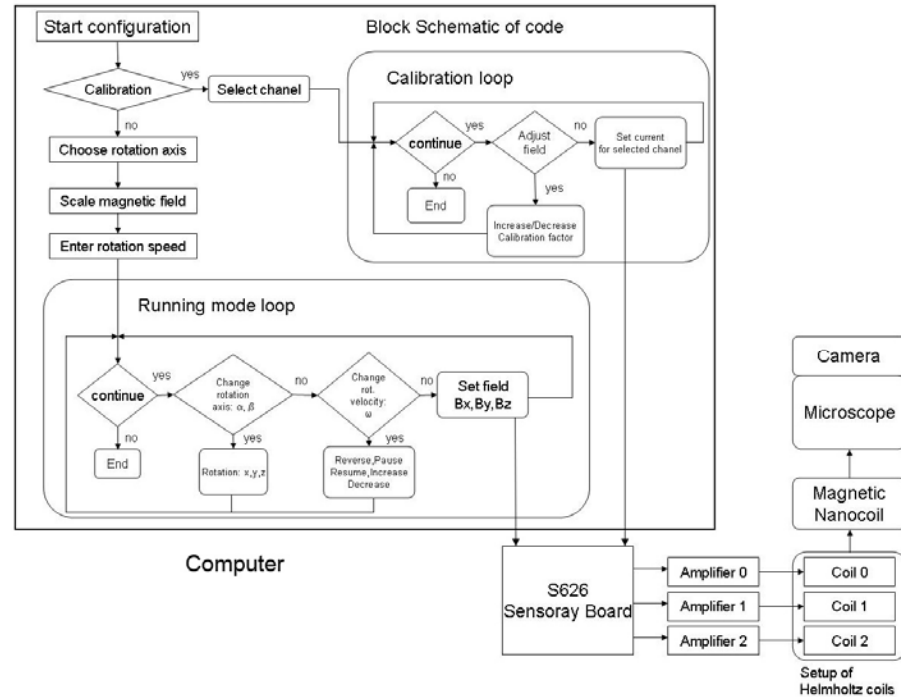 Start configuration
Block Schematic of code
Calibration
yes
Select chanel
no
Choose rotation axis
Scale magnetic field
Enter rotation speed
Calibration loop
continue
yes
Adjust
field
no
Set current
for selected chanel
no
End
yes
Increase/Decrease
Calibration factor
Running mode loop
continue
yes
Change
rotation
axis: α, β
no
Change
rot.
velocity:
ω
no
Set field
Bx,By,Bz
no
End
yes
Rotation: x,y,z
yes
Reverse,Pause
Resume,Increase
Decrease
Computer
S626
Sensoray Board
Amplifier 0
Amplifier 1
Amplifier 2
Camera
Microscope
Magnetic
Nanocoil
Coil 0
Coil 1
Coil 2
Setup of
Helmholtz coils